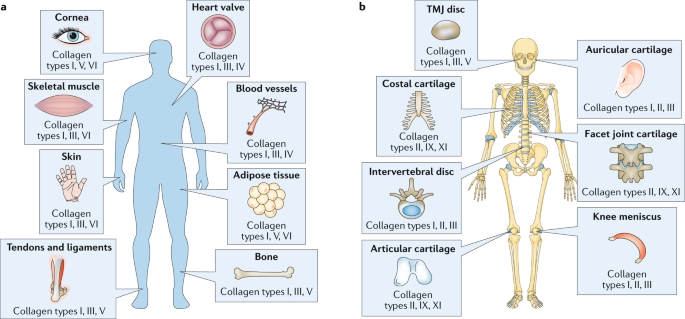 a
Cornea
Collagen
types I, V, VI
Heart valve
Collagen
types I, III, IV
Skeletal muscle
Collagen
types I, III, VI
Blood vessels
Collagen
types I, III, IV
Skin
Collagen
types I, III, VI
Adipose tissue
Collagen
types I, V, VI
Tendons and ligaments
Collagen types I, III, V
Bone
Collagen types I, III, V
b
TMJ disc
Collagen
types I, III, V
Auricular cartilage
Collagen types I, II, III
Costal cartilage
Collagen
types II, IX, XI
Facet joint cartilage
Collagen types II, IX, XI
Intervertebral disc
Collagen types I, II, III
Knee meniscus
Collagen
types I, II, III
Articular cartilage
Collagen
types II, IX, XI